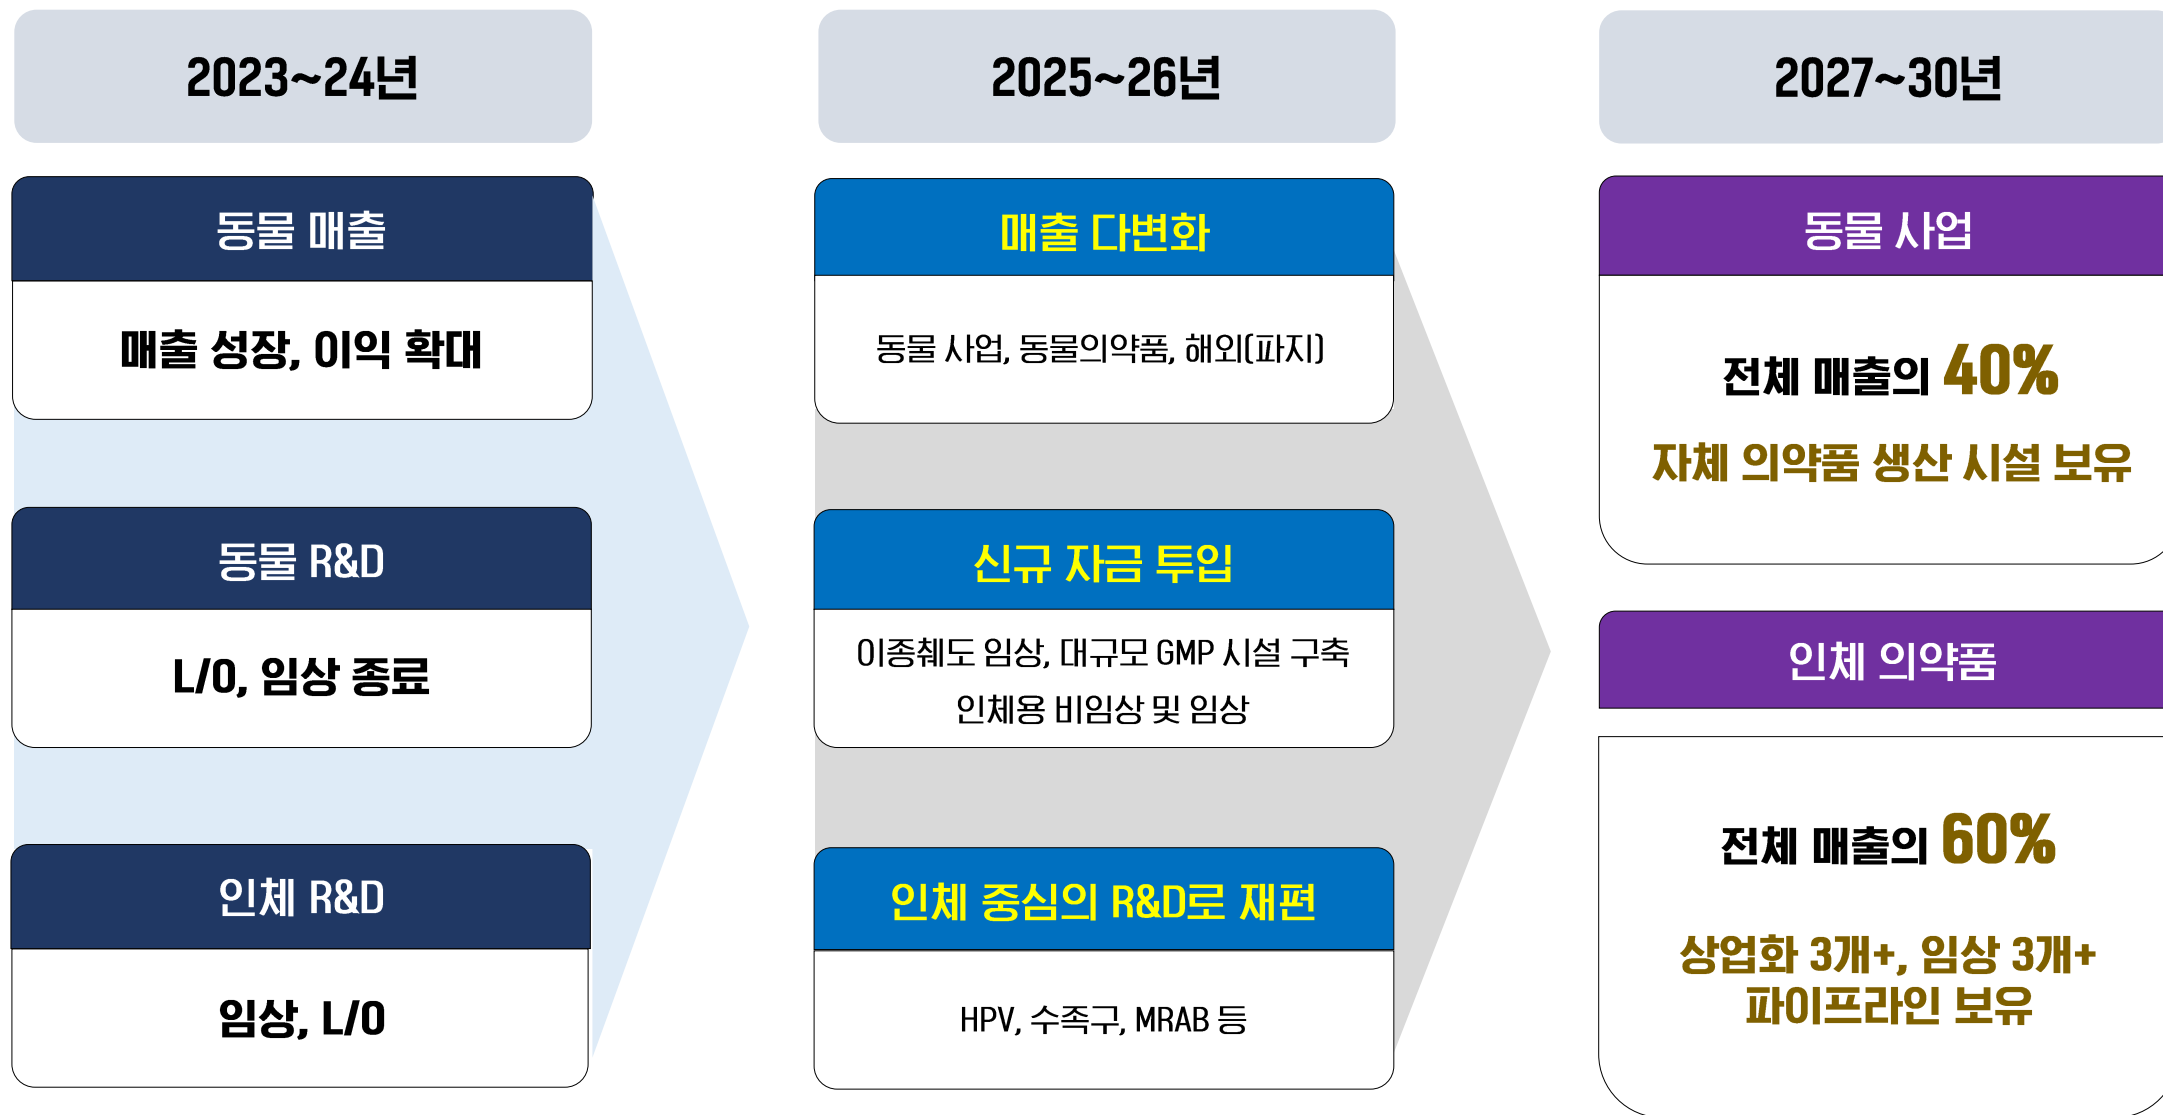 2023~24년
동물 매출
매출 성장, 이익 확대
동물 R&D
L/O, 임상 종료
인체 R&D
임상, L/O
2025~26년
매출 다변화
동물 사업, 동물의약품, 해외(파지)
신규 자금 투입
이종췌도 임상, 대규모 GMP 시설 구축
인체용 비임상 및 임상
인체 중심의 R&D로 재편
HPV, 수족구, MRAB 등
2027~30년
동물 사업
전체 매출의 40%
자체 의약품 생산 시설 보유
인체 의약품
전체 매출의 60%
상업화 3개+, 임상 3개+
파이프라인 보유